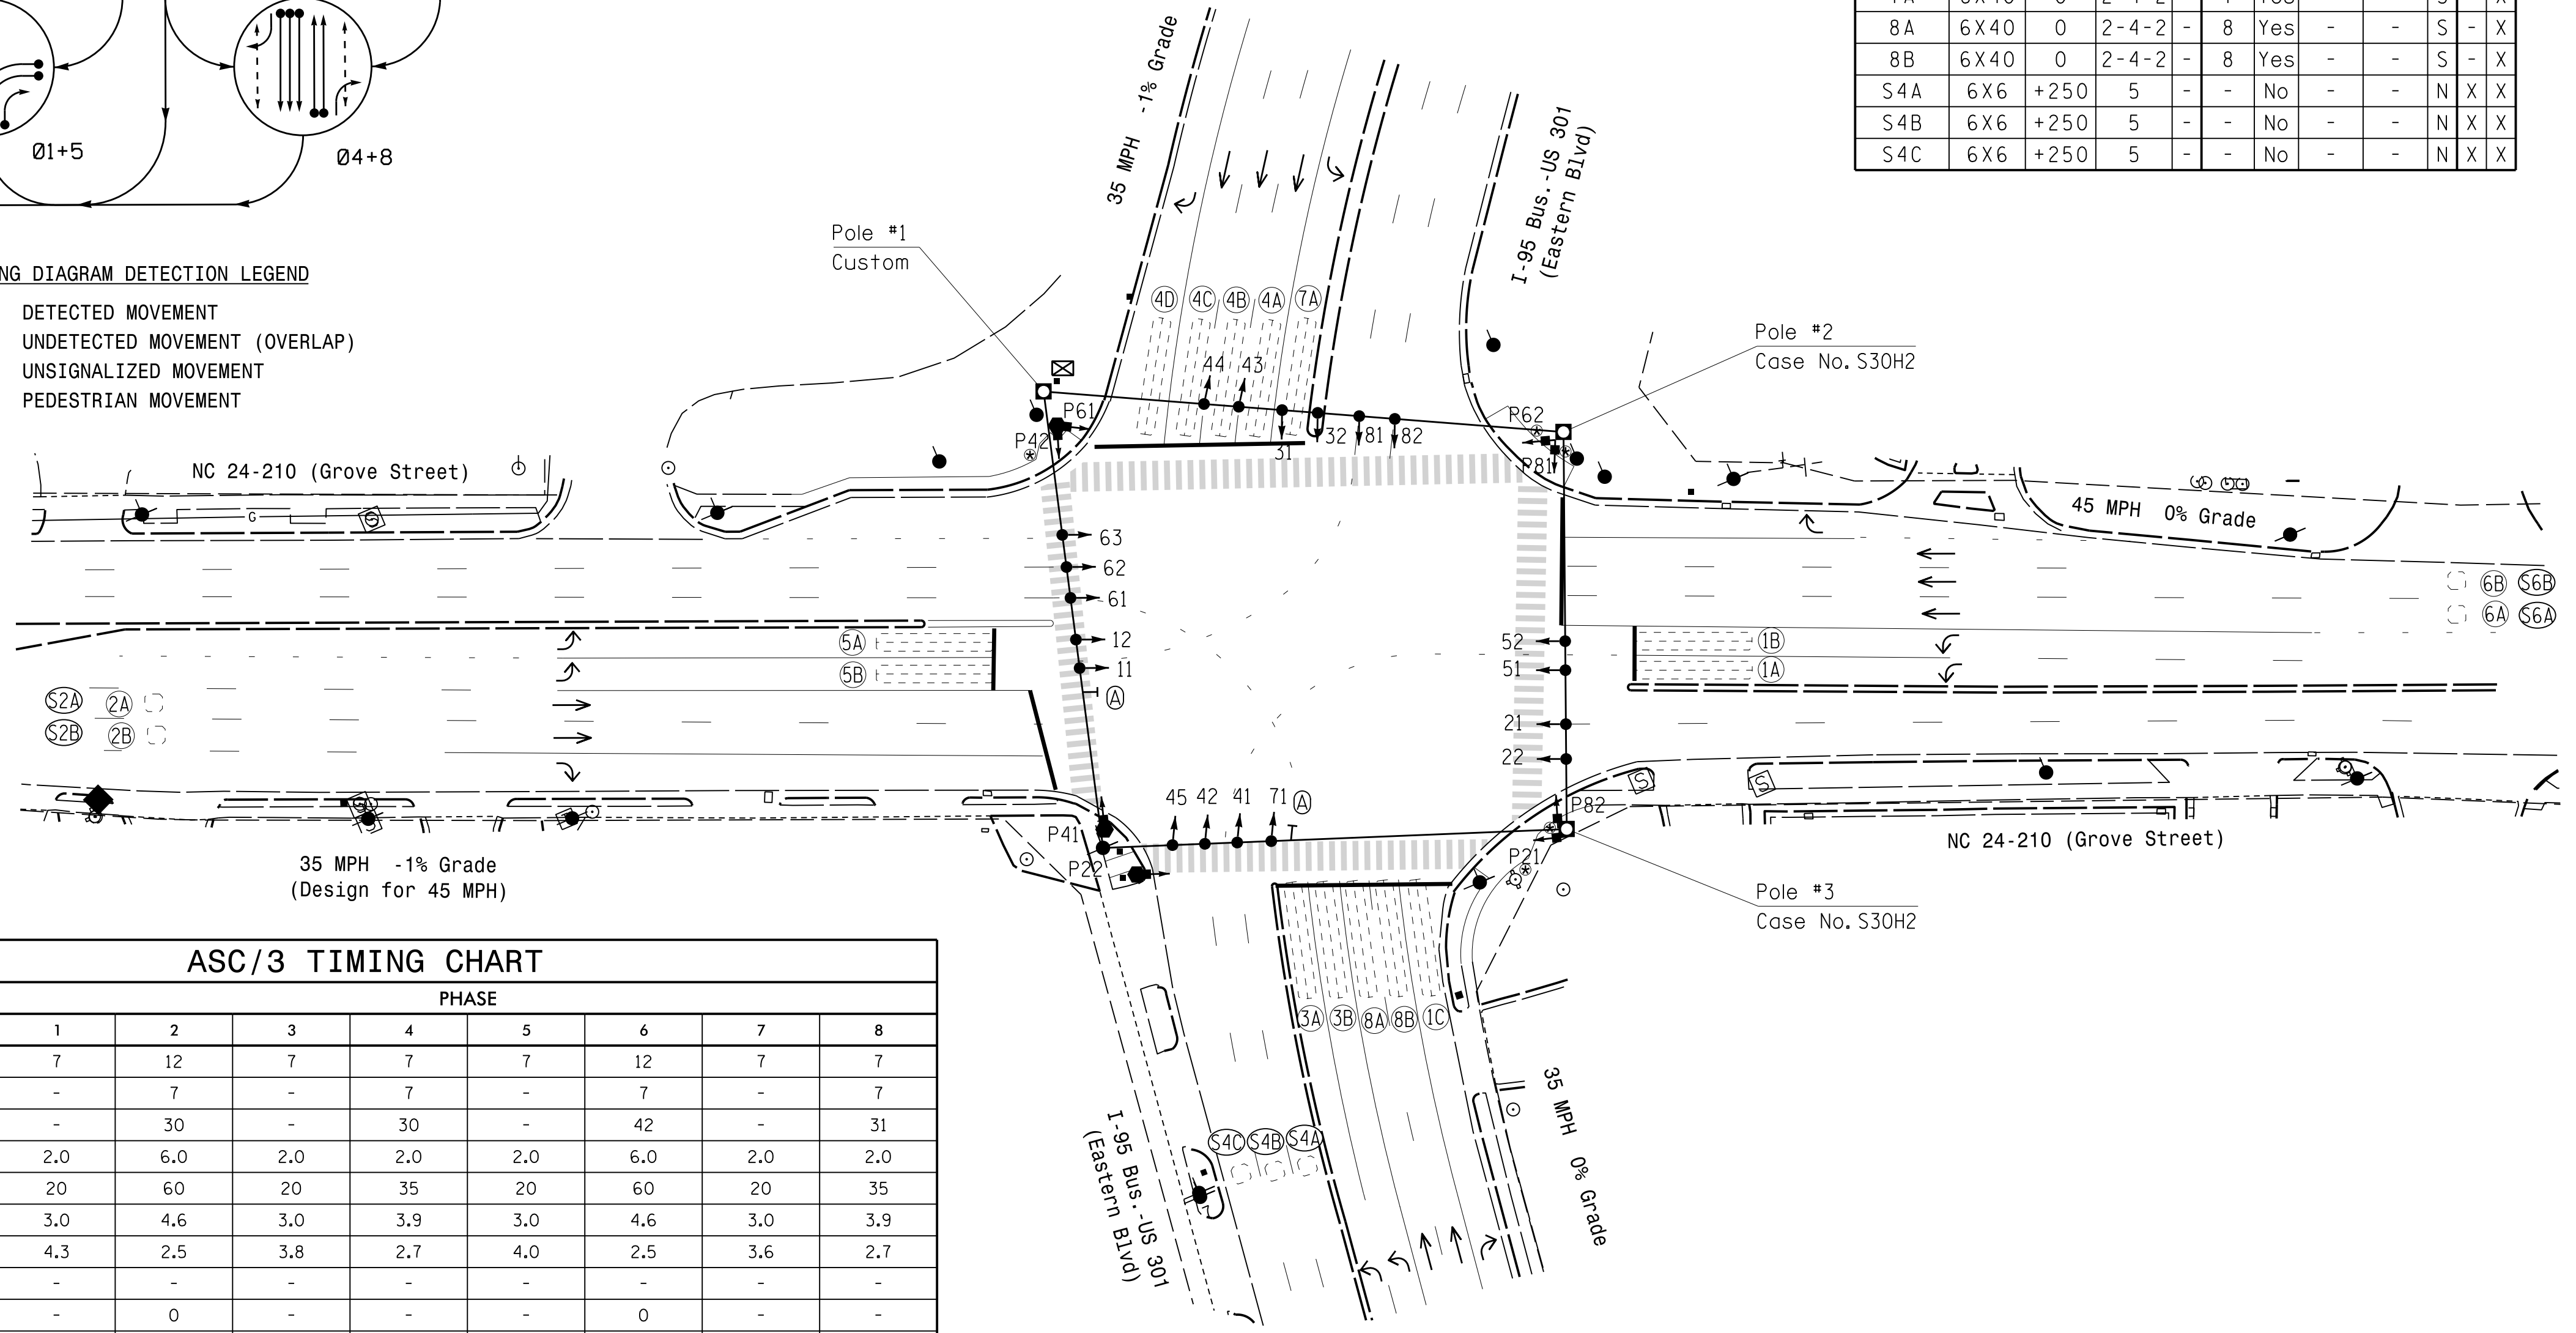 8A 6X40 0 2-4-2 - 8 Yes - - S - X
8B 6X40 0 2-4-2 - 8 Yes - - S - X
S4A 6X6 +250 5 - - No - - N X X
S4B 6X6 +250 5 - - No - - N X X
S4C 6X6 +250 5 - - No - - N X X
Ø1+5
Ø4+8
NG DIAGRAM DETECTION LEGEND
DETECTED MOVEMENT
UNDETECTED MOVEMENT (OVERLAP)
UNSIGNALIZED MOVEMENT
PEDESTRIAN MOVEMENT
35 MPH -1% Grade
I-95 Bus.-US 301
(Eastern Blvd)
Pole #1
Custom
Pole #2
Case No. S30H2
4D 4C 4B 4A 7A
44 43
P61
P42
31
32
81
82
P62
P81
NC 24-210 (Grove Street)
G
S
45 MPH 0% Grade
63
62
61
12
11
A
5A
5B
52
51
21
22
1B
1A
6B S6B
6A S6A
S2A 2A
S2B 2B
S
S
45 42 41 71 A
P41
P22
P82
P21
35 MPH -1% Grade
(Design for 45 MPH)
NC 24-210 (Grove Street)
Pole #3
Case No. S30H2
3A 3B 8A 8B 1C
S4C S4B S4A
I-95 Bus.-US 301
(Eastern Blvd)
35 MPH 0% Grade
ASC/3 TIMING CHART
PHASE
1 2 3 4 5 6 7 8
7 12 7 7 7 12 7 7
- 7 - 7 - 7 - 7
- 30 - 30 - 42 - 31
2.0 6.0 2.0 2.0 2.0 6.0 2.0 2.0
20 60 20 35 20 60 20 35
3.0 4.6 3.0 3.9 3.0 4.6 3.0 3.9
4.3 2.5 3.8 2.7 4.0 2.5 3.6 2.7
- - - - - - - -
- 0 - - - 0 - -